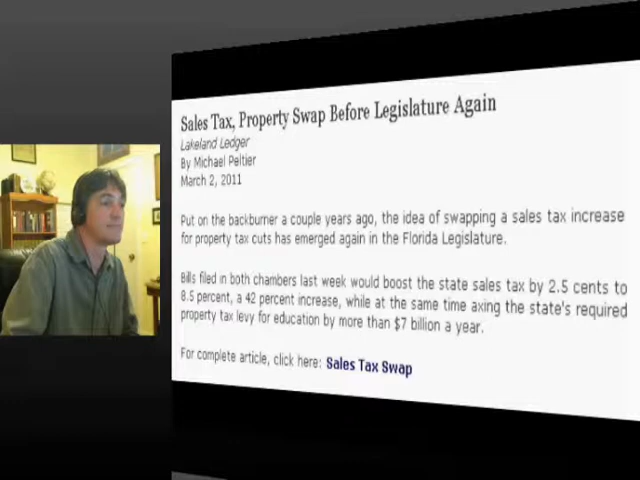 Sales Tax, Property Swap Before Legislature Again
Lakeland Ledger
By Michael Peltier
March 2, 2011
Put on the backburner a couple years ago, the idea of swapping a sales tax increase
for property tax cuts has emerged again in the Florida Legislature.
Bills filed in both chambers last week would boost the state sales tax by 2.5 cents to
8.5 percent, a 42 percent increase, while at the same time axing the state's required
property tax levy for education by more than $7 billion a year.
For complete article, click here: Sales Tax Swap